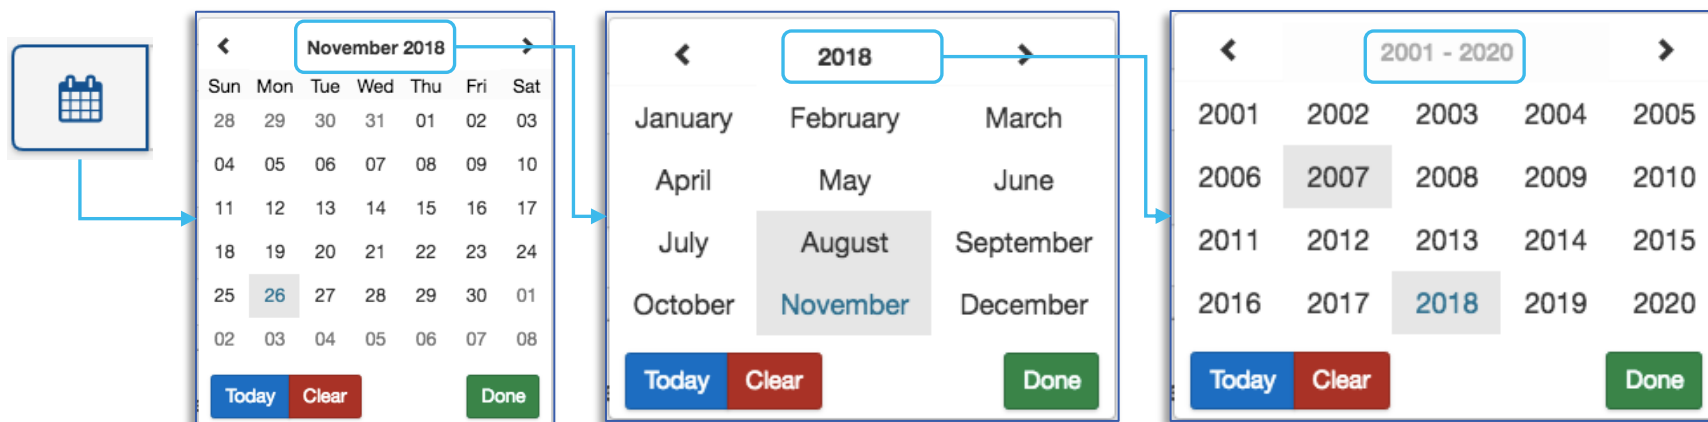 November 2018
Sun Mon Tue Wed Thu Fri Sat
28 29 30 31 01 02 03
04 05 06 07 08 09 10
11 12 13 14 15 16 17
18 19 20 21 22 23 24
25 26 27 28 29 30 01
02 03 04 05 06 07 08
Today Clear Done
2018
January February March
April May June
July August September
October November December
Today Clear Done
2001 - 2020
2001 2002 2003 2004 2005
2006 2007 2008 2009 2010
2011 2012 2013 2014 2015
2016 2017 2018 2019 2020
Today Clear Done